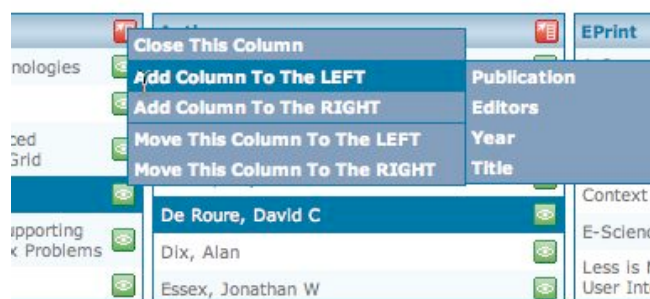 EPrint
Close This Column
nologies
Add Column To The LEFT
Publication
Add Column To The RIGHT
Editors
ced
Grid
Move This Column To The LEFT
Year
Move This Column To The RIGHT
Title
Context
De Roure, David C
upporting
x Problems
E-Scienc
Dix, Alan
Less is
User Int
Essex, Jonathan W